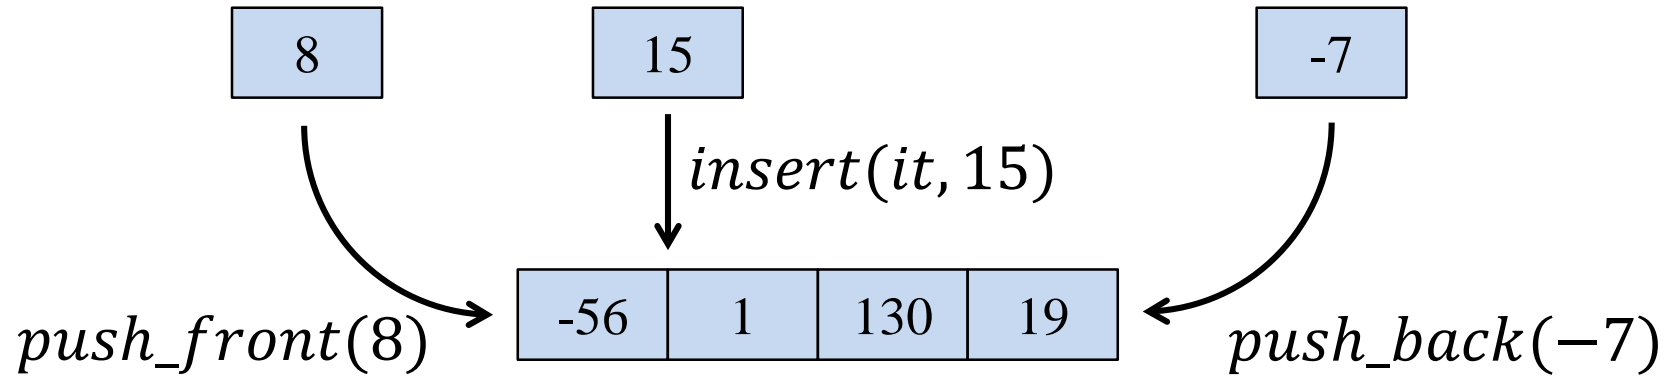 8 15 -7
insert(it, 15)
-56 1 130 19
push_front(8) push_back(−7)